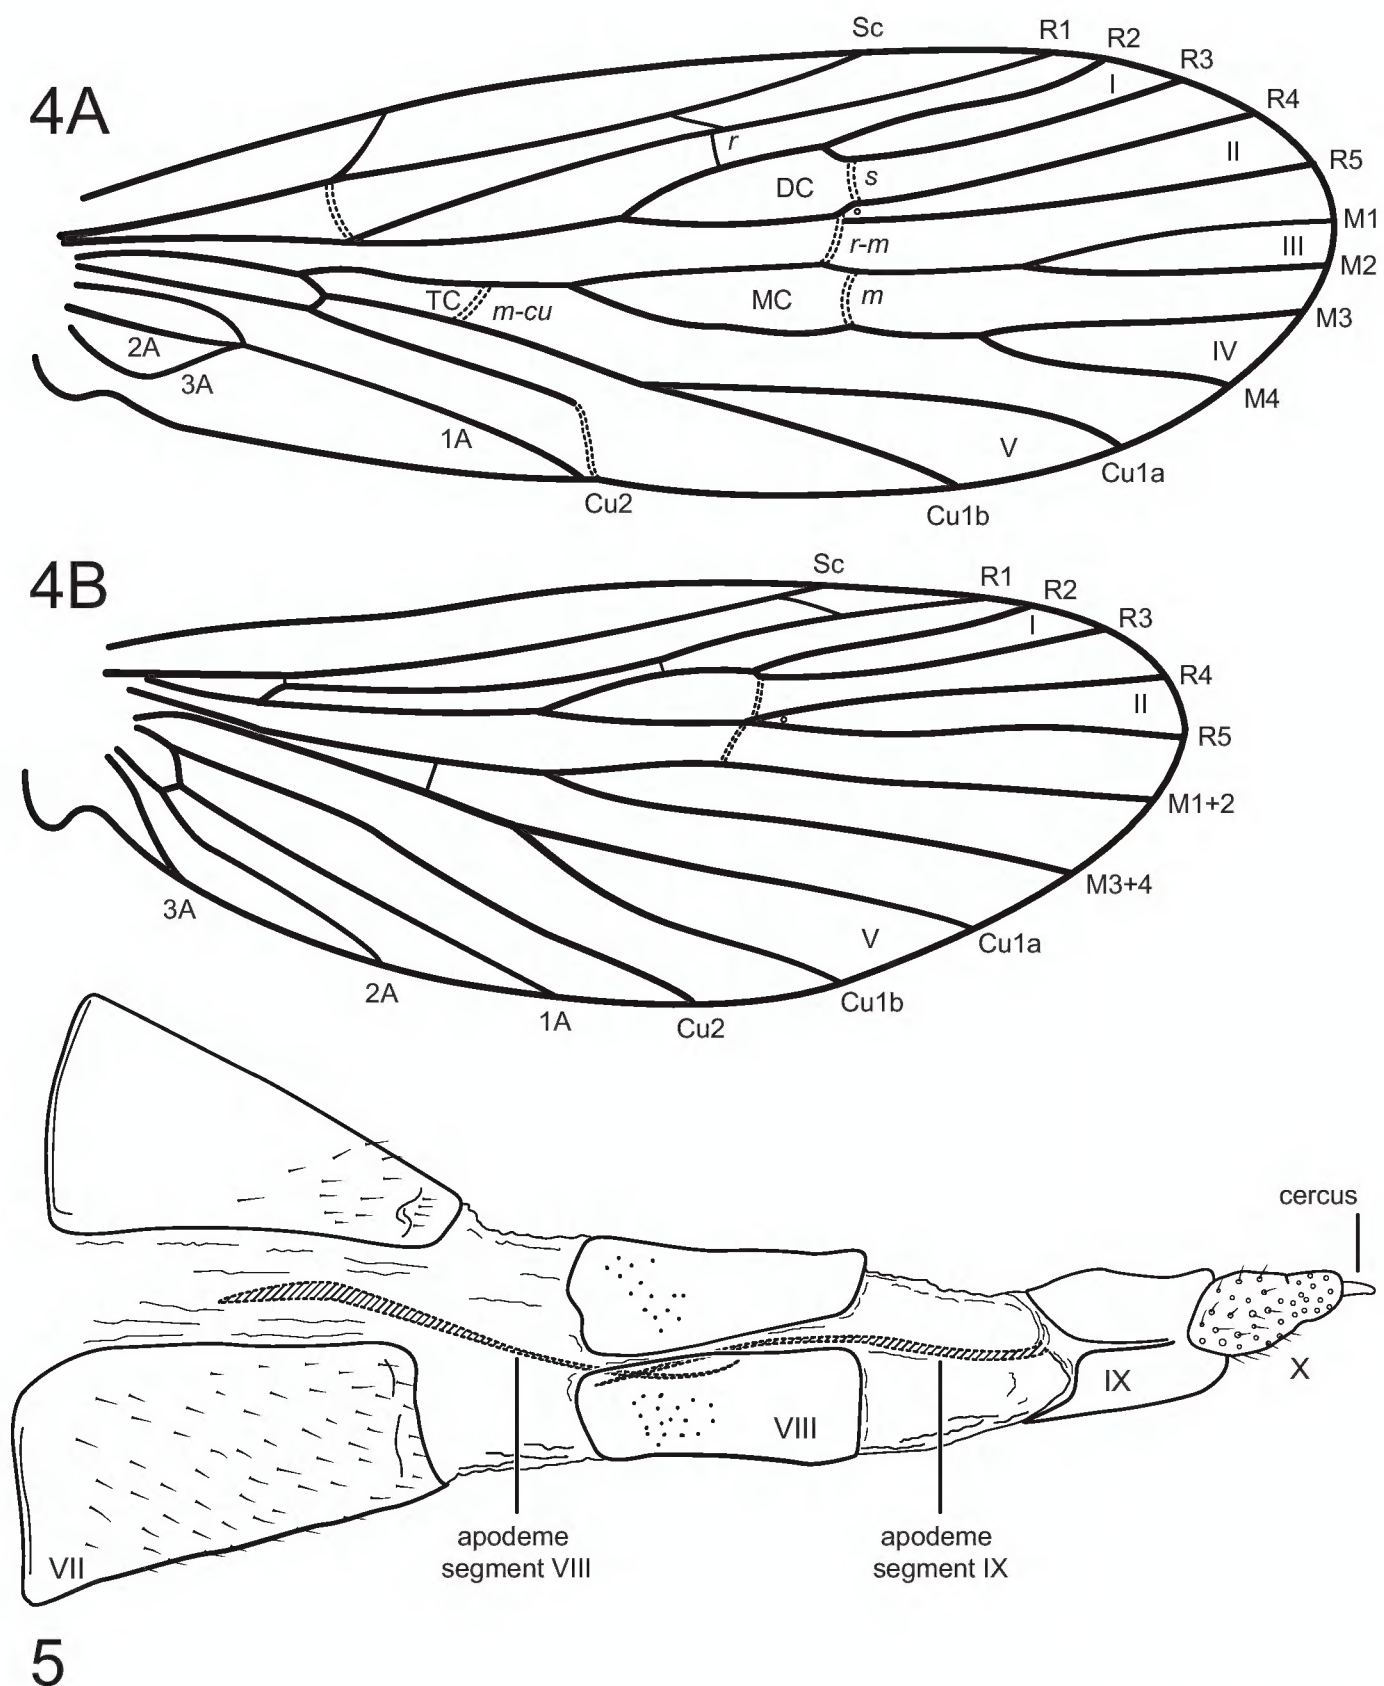 4A
Sc
R1
R2
R3
R4
R5
M1
M2
M3
M4
Cu1a
Cu1b
Cu2
1A
2A
3A
I
II
III
IV
V
DC
MC
TC
r
s
r-m
m
m-cu
4B
Sc
R1
R2
R3
R4
R5
M1+2
M3+4
Cu1a
Cu1b
Cu2
1A
2A
3A
I
II
V
cercus
X
IX
VIII
VII
apodeme
segment VIII
apodeme
segment IX
5